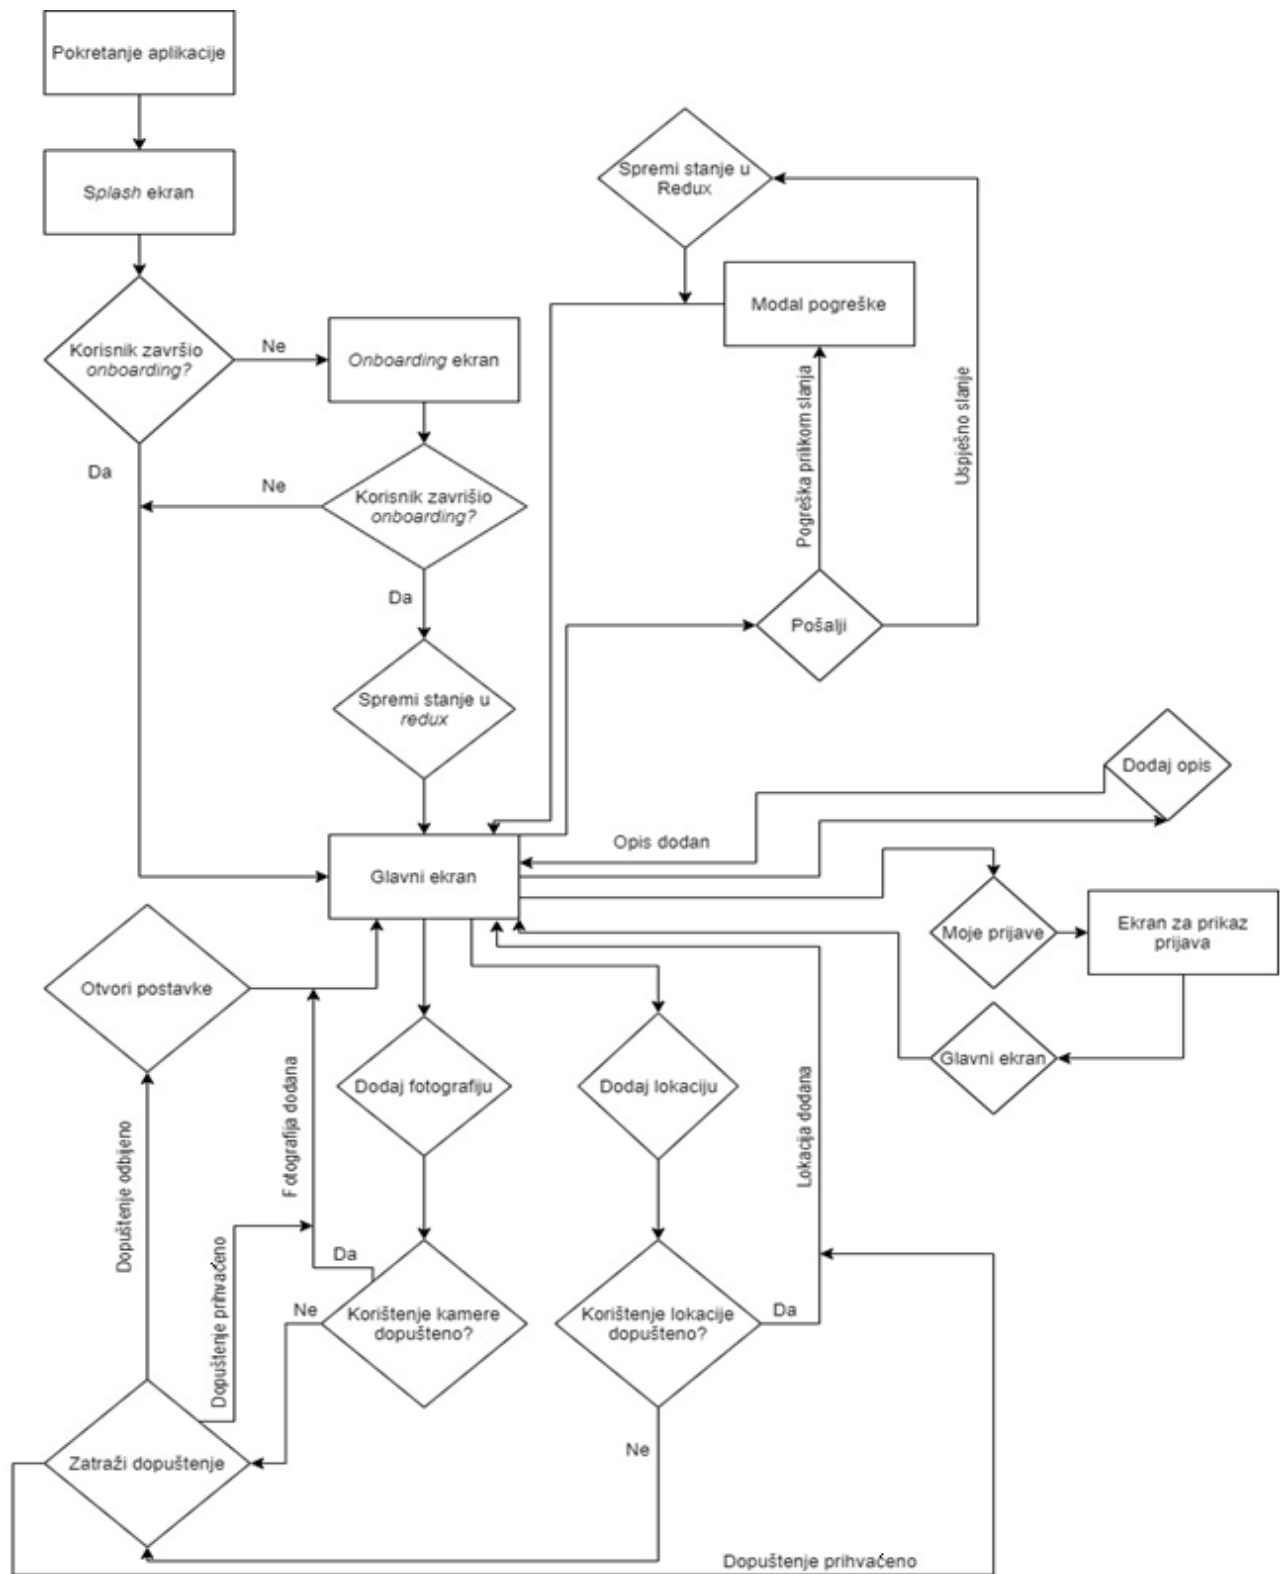 Pokretanje aplikacije
Splash ekran
Korisnik završio
onboarding?
Ne
Onboarding ekran
Da
Ne
Korisnik zavrišio
onboarding?
Da
Spremi stanje u
redux
Spremi stanje u
Redux
Modal pogreške
Pogreška prilikom slanja
Uspješno slanje
Pošalji
Dodaj opis
Opis dodan
Glavni ekran
Moje prijave
Ekran za prikaz
prijava
Glavni ekran
Otvori postavke
Dodaj fotografiju
Dodaj lokaciju
Fotografija dodana
Lokacija dodana
Dopuštenje odbijeno
Dopuštenje prihvaćeno
Da
Ne
Korištenje kamere
dopušteno?
Korištenje lokacije
dopušteno?
Da
Ne
Zatraži dopuštenje
Dopuštenje prihvaćeno